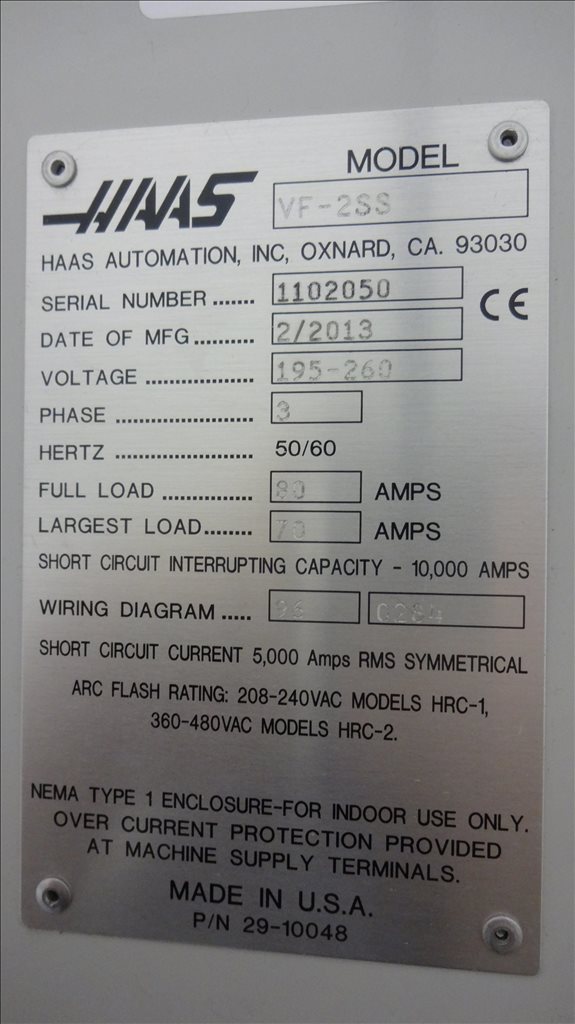 HAAS
MODEL
VF-2SS
HAAS AUTOMATION, INC, OXNARD, CA. 93030
SERIAL NUMBER ....... 1102050
CE
DATE OF MFG.......... 2/2013
VOLTAGE .................. 195-260
PHASE ....................... 3
HERTZ ....................... 50/60
FULL LOAD ............... 80 AMPS
LARGEST LOAD........ 70 AMPS
SHORT CIRCUIT INTERRUPTING CAPACITY - 10,000 AMPS
WIRING DIAGRAM ..... 96 0284
SHORT CIRCUIT CURRENT 5,000 Amps RMS SYMMETRICAL
ARC FLASH RATING: 208-240VAC MODELS HRC-1,
360-480VAC MODELS HRC-2.
NEMA TYPE 1 ENCLOSURE-FOR INDOOR USE ONLY.
OVER CURRENT PROTECTION PROVIDED
AT MACHINE SUPPLY TERMINALS.
MADE IN U.S.A.
P/N 29-10048